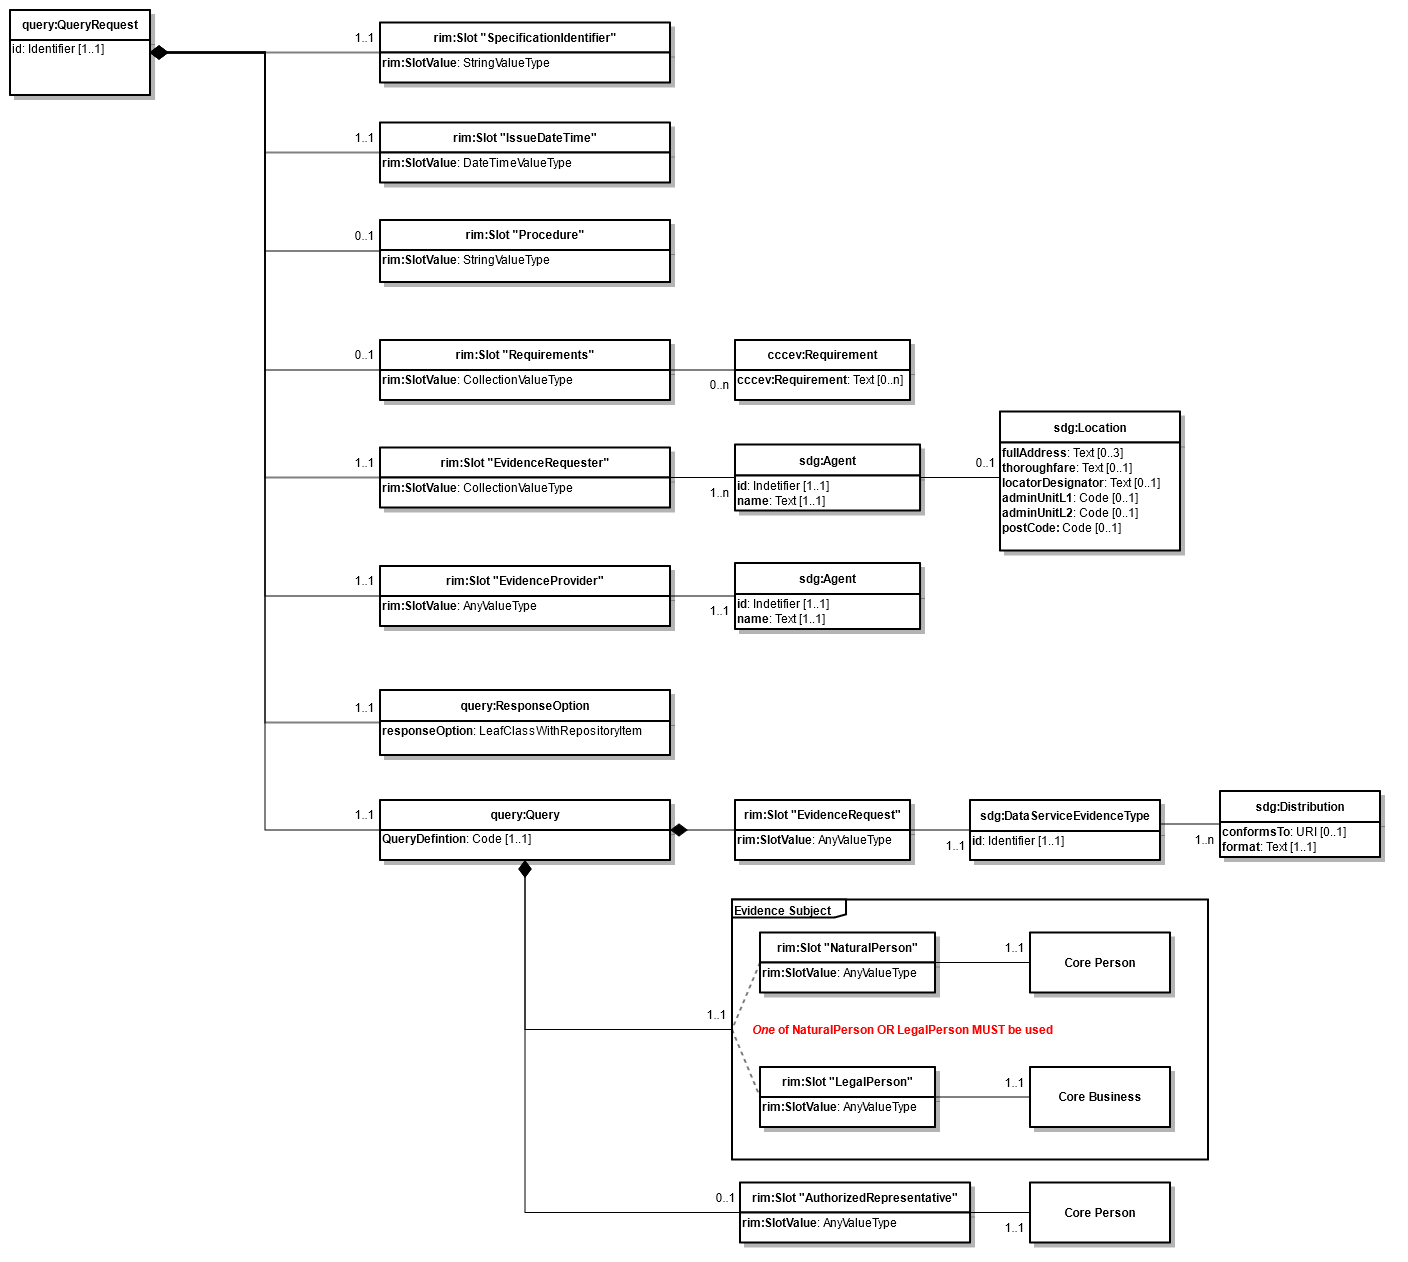 query:QueryRequest
id: Identifier [1..1]
1..1
rim:Slot "SpecificationIdentifier"
rim:SlotValue: StringValueType
1..1
rim:Slot "IssueDateTime"
rim:SlotValue: DateTimeValueType
0..1
rim:Slot "Procedure"
rim:SlotValue: StringValueType
0..1
rim:Slot "Requirements"
rim:SlotValue: CollectionValueType
0..n
cccev:Requirement
cccev:Requirement: Text [0..n]
1..1
rim:Slot "EvidenceRequester"
rim:SlotValue: CollectionValueType
1..n
sdg:Agent
id: Indetifier [1..1]
name: Text [1..1]
0..1
sdg:Location
fullAddress: Text [0..3]
thoroughfare: Text [0..1]
locatorDesignator: Text [0..1]
adminUnitL1: Code [0..1]
adminUnitL2: Code [0..1]
postCode: Code [0..1]
1..1
rim:Slot "EvidenceProvider"
rim:SlotValue: AnyValueType
1..1
sdg:Agent
id: Indetifier [1..1]
name: Text [1..1]
1..1
query:ResponseOption
responseOption: LeafClassWithRepositoryItem
1..1
query:Query
QueryDefintion: Code [1..1]
rim:Slot "EvidenceRequest"
rim:SlotValue: AnyValueType
1..1
sdg:DataServiceEvidenceType
id: Identifier [1..1]
1..n
sdg:Distribution
conformsTo: URI [0..1]
format: Text [1..1]
Evidence Subject
rim:Slot "NaturalPerson"
rim:SlotValue: AnyValueType
1..1
Core Person
1..1
One of NaturalPerson OR LegalPerson MUST be used
rim:Slot "LegalPerson"
rim:SlotValue: AnyValueType
1..1
Core Business
0..1
rim:Slot "AuthorizedRepresentative"
rim:SlotValue: AnyValueType
1..1
Core Person